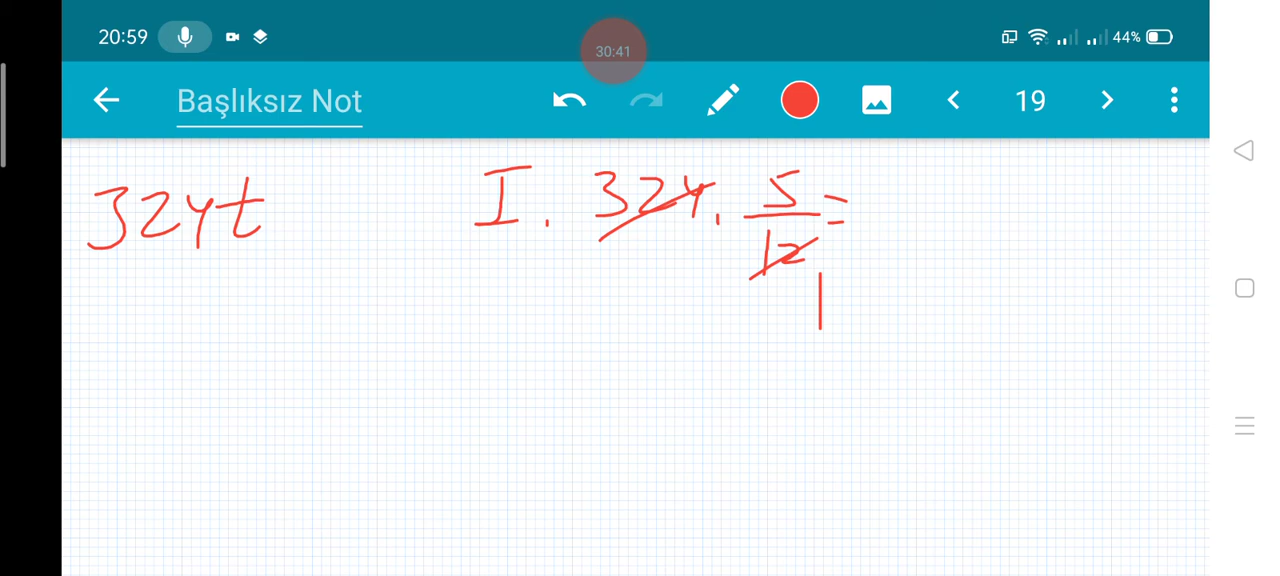 20:59 30:41 44%
Başlıksız Not 19
324t I. 324 . 5/12 =
1